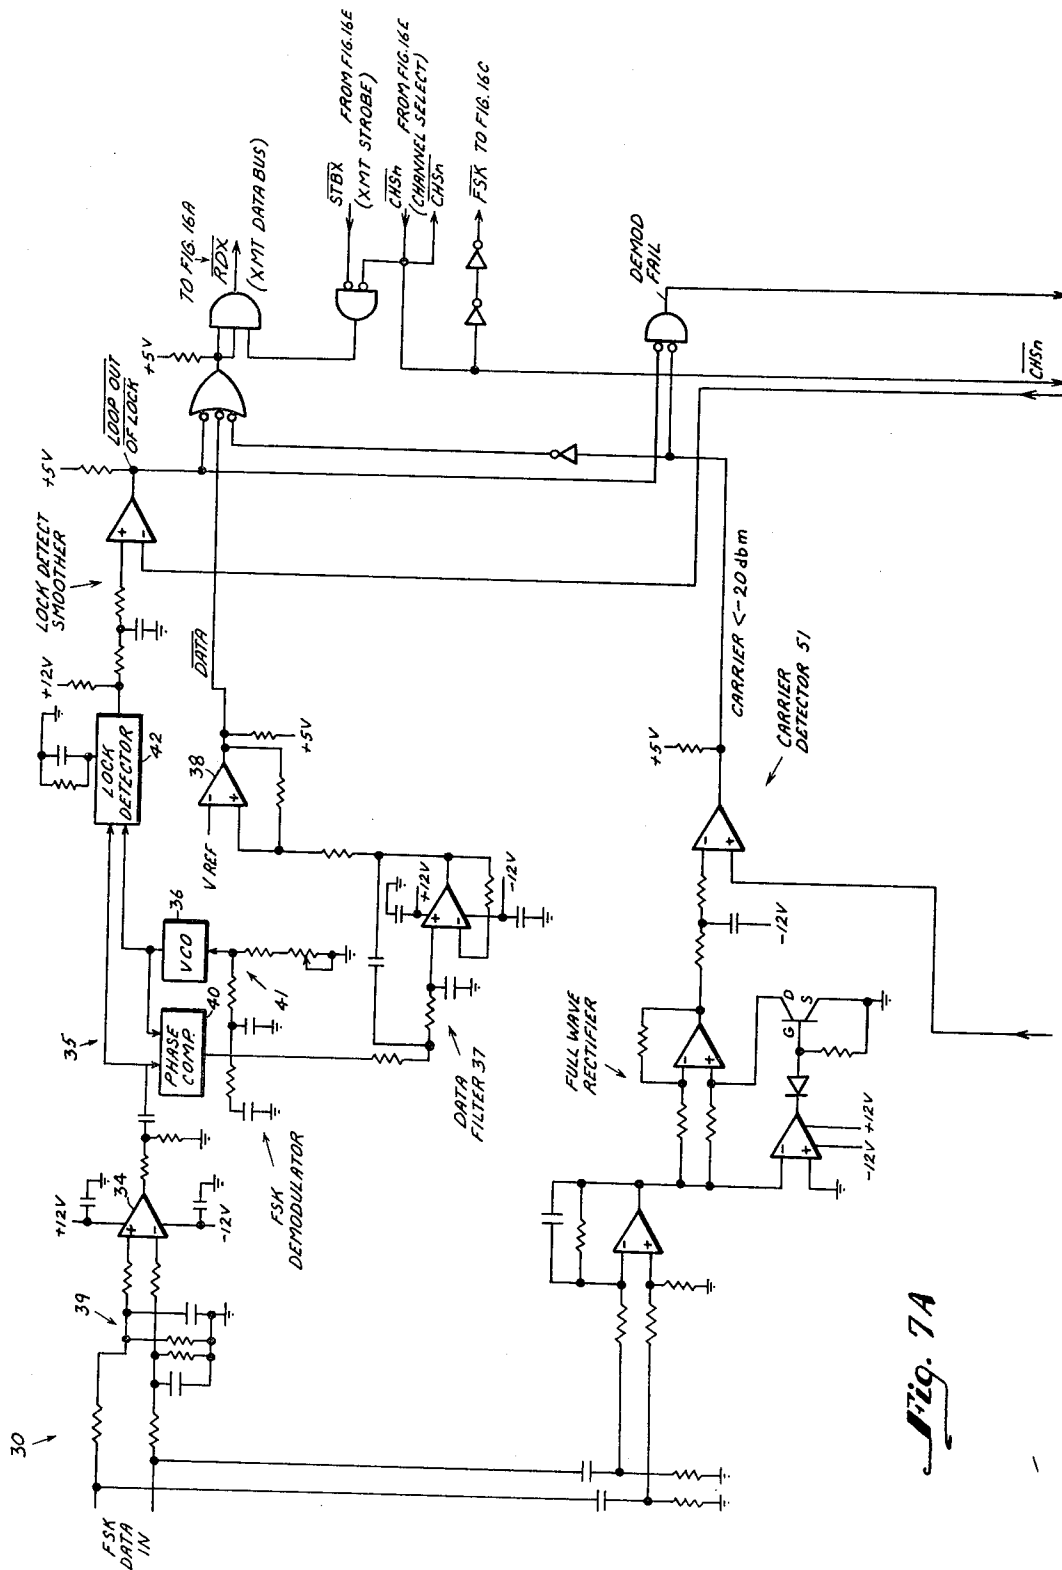 30
FSK
DATA
IN
39
+12V
34
+
-
-12V
FSK
DEMODULATOR
35
PHASE
COMP.
40
VCO
36
41
LOCK
DETECTOR
42
+12V
LOCK DETECT
SMOOTHER
+
-
+5V
LOOP OUT
OF LOCK
DATA
FILTER 37
+12V
+
-
-12V
V REF
38
-
+
+5V
DATA
+5V
TO FIG. 16A
RDX
(XMT DATA BUS)
STBX FROM FIG. 16E
(XMT STROBE)
CHSn FROM FIG. 16E
(CHANNEL SELECT)
CHSn
FSK TO FIG. 16C
DEMOD
FAIL
CHSn
-
+
FULL WAVE
RECTIFIER
-
+
G
D
S
-
+
-12V
+12V
-12V
-
+
+5V
CARRIER
DETECTOR 51
CARRIER <-20dbm
Fig. 7A